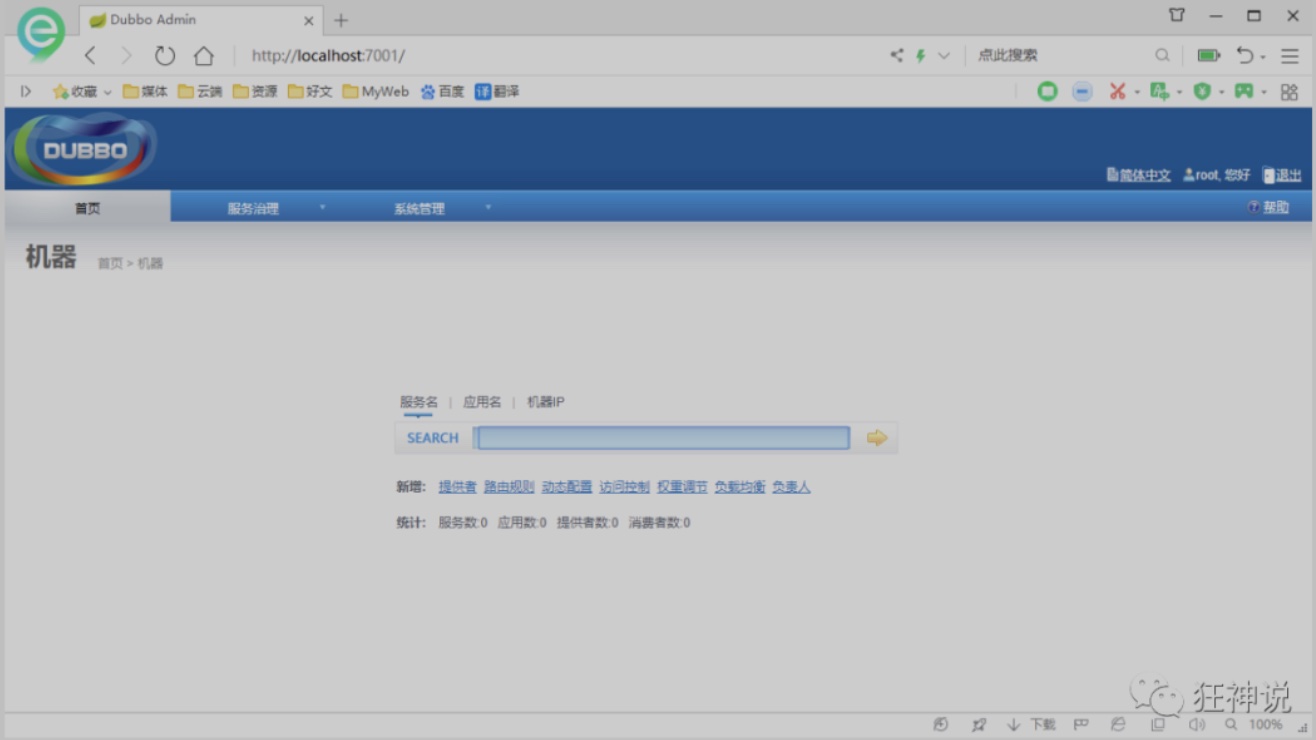 Dubbo Admin
http://localhost:7001/
点此搜索
收藏 媒体 云端 资源 好文 MyWeb 百度 译 翻译
DUBBO
简体中文 root, 您好 退出
首页 服务治理 系统管理 帮助
机器 首页 > 机器
服务名 | 应用名 | 机器IP
SEARCH
新增: 提供者 路由规则 动态配置 访问控制 权重调节 负载均衡 负责人
统计: 服务数:0 应用数:0 提供者数:0 消费者数:0
狂神说
下载 100%